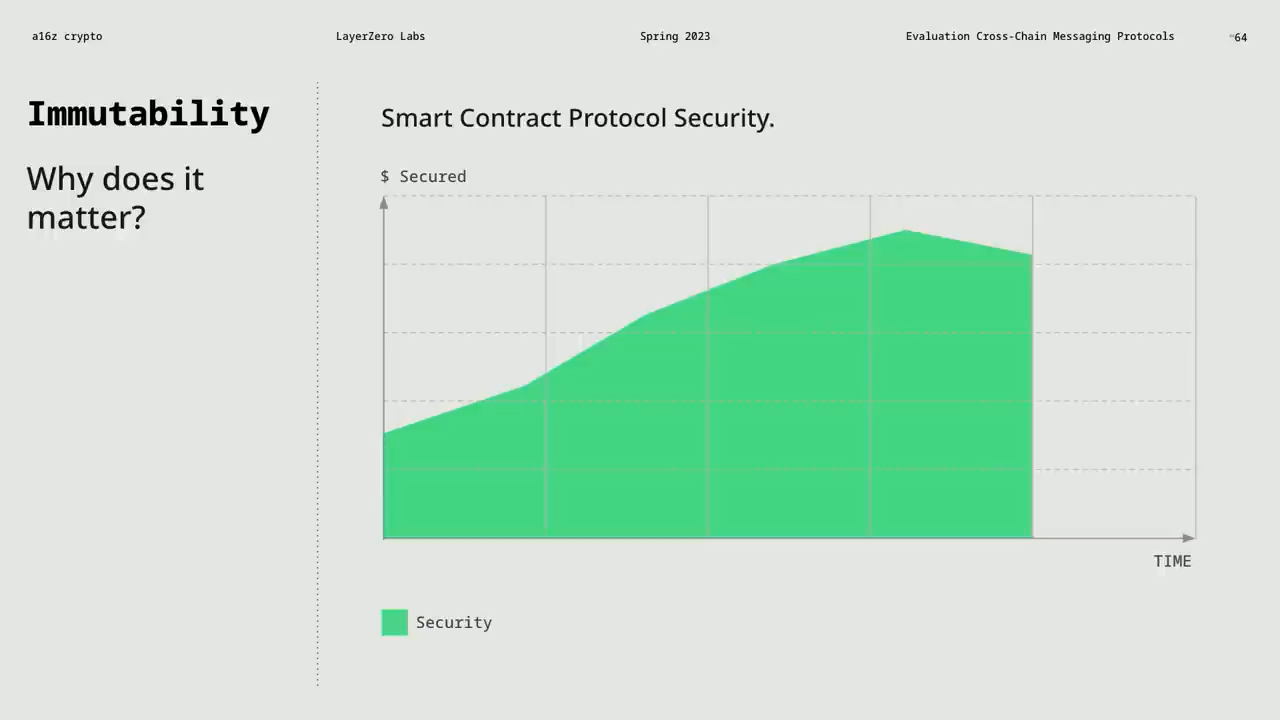 a16z crypto
LayerZero Labs
Spring 2023
Evaluation Cross-Chain Messaging Protocols
64
Immutability
Why does it
matter?
Smart Contract Protocol Security.
$ Secured
TIME
Security